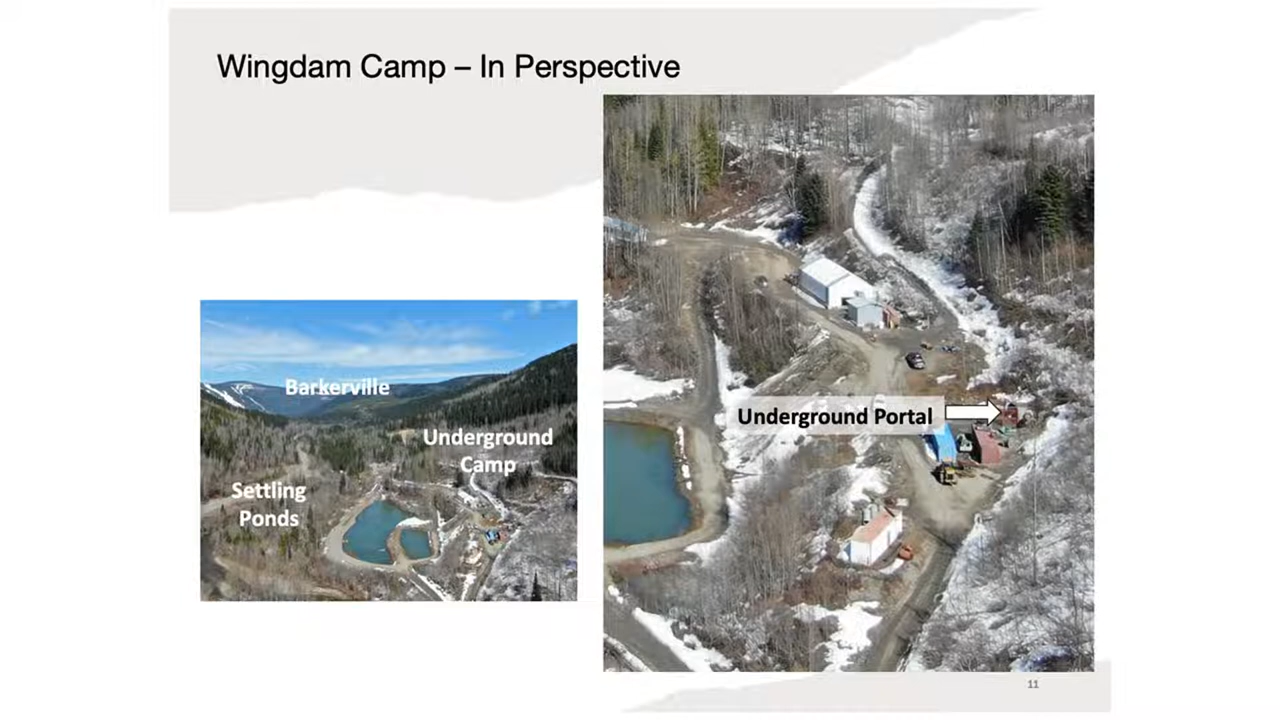 Wingdam Camp – In Perspective
Barkerville
Underground
Camp
Settling
Ponds
Underground Portal
11